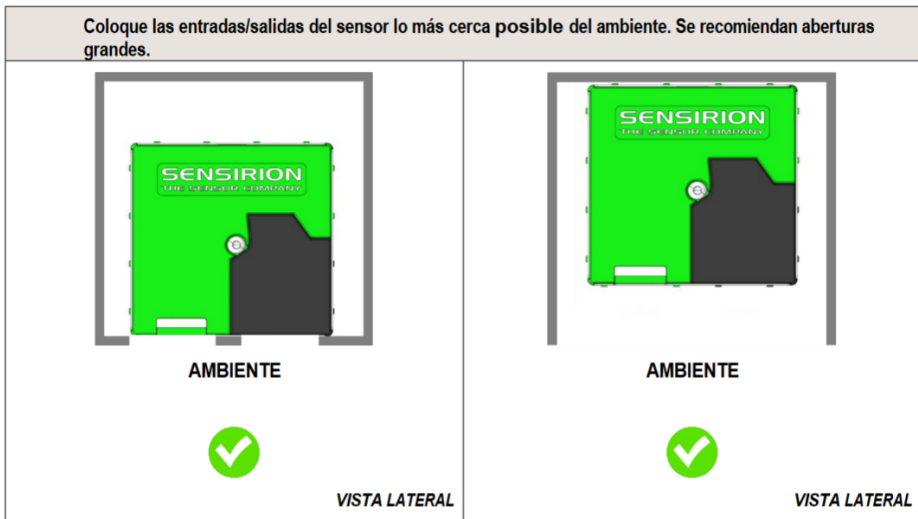 Coloque las entradas/salidas del sensor lo más cerca posible del ambiente. Se recomiendan aberturas
grandes.
SENSIRION
THE SENSOR COMPANY
AMBIENTE
VISTA LATERAL
SENSIRION
THE SENSOR COMPANY
AMBIENTE
VISTA LATERAL